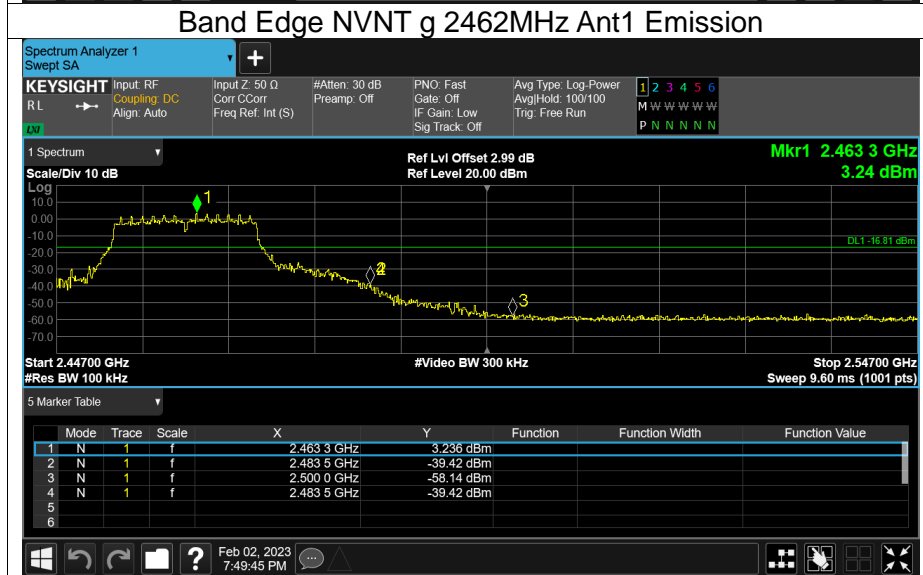 Band Edge NVNT g 2462MHz Ant1 Emission
Spectrum Analyzer 1
Swept SA
+
KEYSIGHT Input: RF Input Z: 50 Ω #Atten: 30 dB PNO: Fast Avg Type: Log-Power 1 2 3 4 5 6
R L Coupling: DC Corr CCorr Preamp: Off Gate: Off Avg|Hold: 100/100 M W W W W W
Align: Auto Freq Ref: Int (S) IF Gain: Low Trig: Free Run
LXI Sig Track: Off P N N N N N
1 Spectrum Ref Lvl Offset 2.99 dB Mkr1 2.463 3 GHz
Scale/Div 10 dB Ref Level 20.00 dBm 3.24 dBm
Log
10.0
0.00
-10.0
-20.0
-30.0
-40.0
-50.0
-60.0
-70.0
1
DL1 -16.81 dBm
3
Start 2.44700 GHz #Video BW 300 kHz Stop 2.54700 GHz
#Res BW 100 kHz Sweep 9.60 ms (1001 pts)
5 Marker Table
Mode Trace Scale X Y Function Function Width Function Value
1 N 1 f 2.463 3 GHz 3.236 dBm
2 N 1 f 2.483 5 GHz -39.42 dBm
3 N 1 f 2.500 0 GHz -58.14 dBm
4 N 1 f 2.483 5 GHz -39.42 dBm
5
6
? Feb 02, 2023
7:49:45 PM